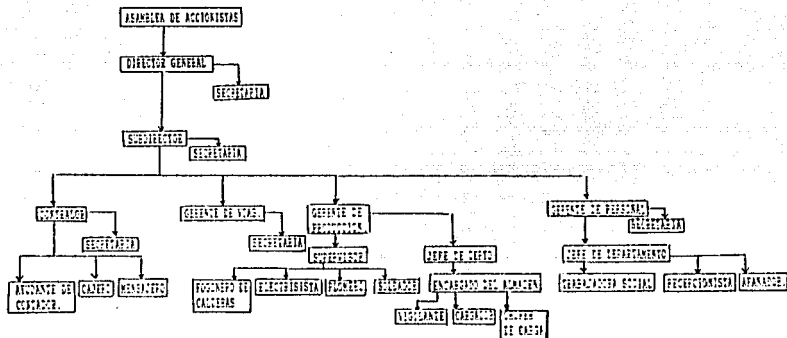 ASAMBLEA DE ACCIONISTAS
DIRECTOR GENERAL
SECRETARIA
SUBDIRECTOR
SECRETARIA
CONTADOR
SECRETARIA
GERENTE DE VTAS.
SECRETARIA
GERENTE DE
PRODUCCION
GERENTE DE PERSONAL
SECRETARIA
SUPERVISOR
JEFE DE DEPTO
JEFE DE DEPARTAMENTO
AYUDANTE DE
CONTADOR.
CAJERO
MENSAJERO
FOGONERO DE
CALDERAS
ELECTRISISTA
PLOMERO
SOLDADOR
ENCARGADO DEL ALMACEN
TRABAJADORA SOCIAL
RECEPCIONISTA
AFANADOR.
VIGILANTE
CARGADOR
CHOFER
DE CARGA